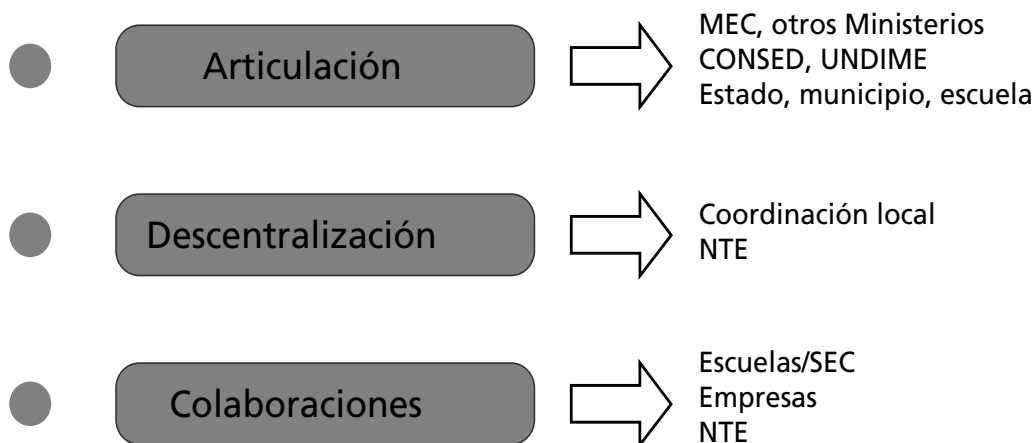 Articulación
MEC, otros Ministerios
CONSED, UNDIME
Estado, municipio, escuela
Descentralización
Coordinación local
NTE
Colaboraciones
Escuelas/SEC
Empresas
NTE